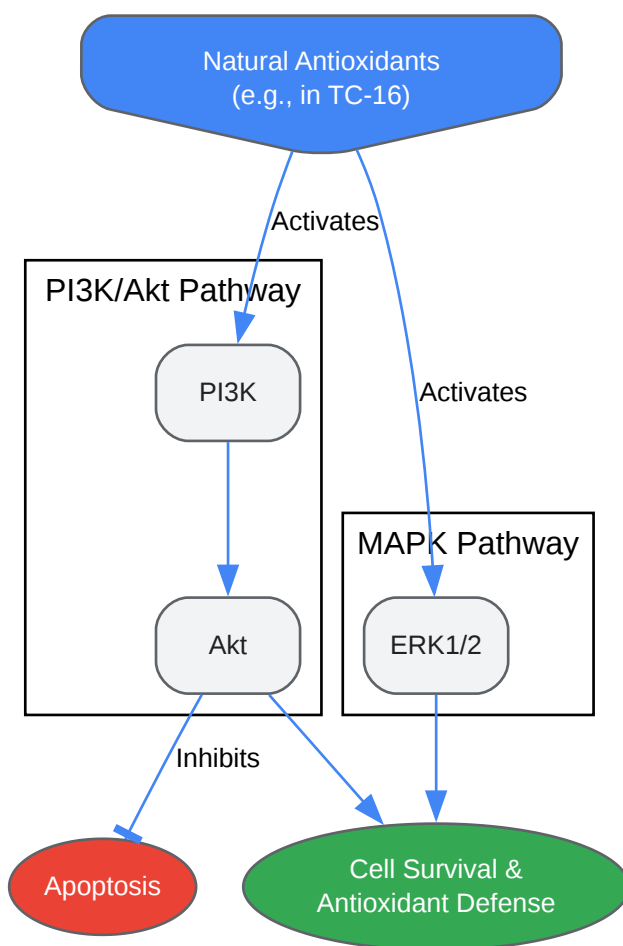 Natural Antioxidants
(e.g., in TC-16)
Activates
PI3K/Akt Pathway
PI3K
Activates
MAPK Pathway
Akt
ERK1/2
Inhibits
Apoptosis
Cell Survival &
Antioxidant Defense